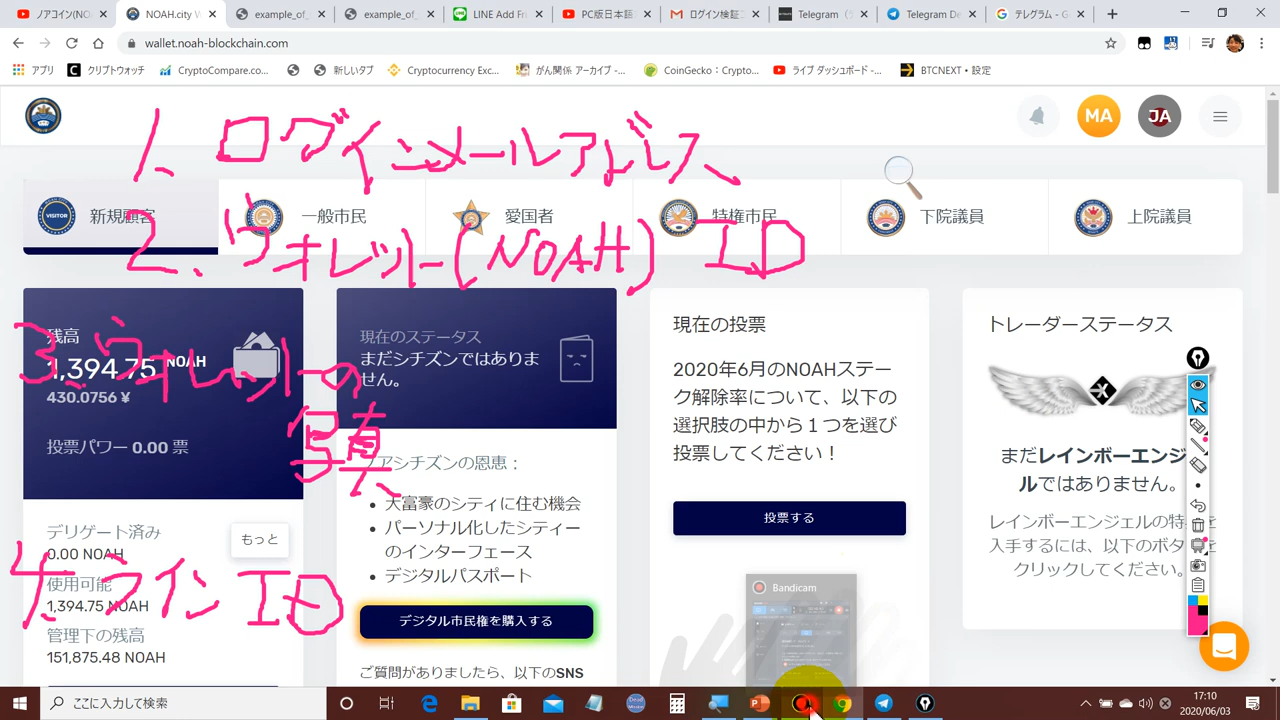 ノアコイン(NO
NOAH.city W
example_of_
example_of_
LINE Add Fr
PC版日本語
ログイン検証コ
Telegram (ラ
Telegram De
テレグラム - G
wallet.noah-blockchain.com
アプリ
クリプトウォッチ
CryptoCompare.co...
新しいタブ
Cryptocurrency Exc...
がん関係 アーカイブ - ...
CoinGecko：Crypto...
ライブ ダッシュボード - ...
BTCNEXT • 設定
MA
JA
1、ログインメールアドレス、
VISITOR
新規顧客
一般市民
愛国者
特権市民
下院議員
上院議員
2、ウオレット(NOAH) ID
残高
1,394.75 NOAH
430.0756 ¥
投票パワー 0.00 票
3、ウオレットーの
写真、
現在のステータス
まだシチズンではありま
せん。
ノアシチズンの恩恵：
大富豪のシティに住む機会
パーソナル化したシティー
のインターフェース
デジタルパスポート
デジタル市民権を購入する
ご質問がありましたら、以下のSNS
現在の投票
2020年6月のNOAHステー
ク解除率について、以下の
選択肢の中から１つを選び
投票してください！
投票する
Bandicam
トレーダーステータス
まだレインボーエンジェ
ルではありません。
レインボーエンジェルの特
を
入手するには、以下のボタ
を
クリックしてください。
デリゲート済み
0.00 NOAH
もっと
4、ライン ID
使用可能
1,394.75 NOAH
管理下の残高
151,875.48 NOAH
ここに入力して検索
17:10
2020/06/03